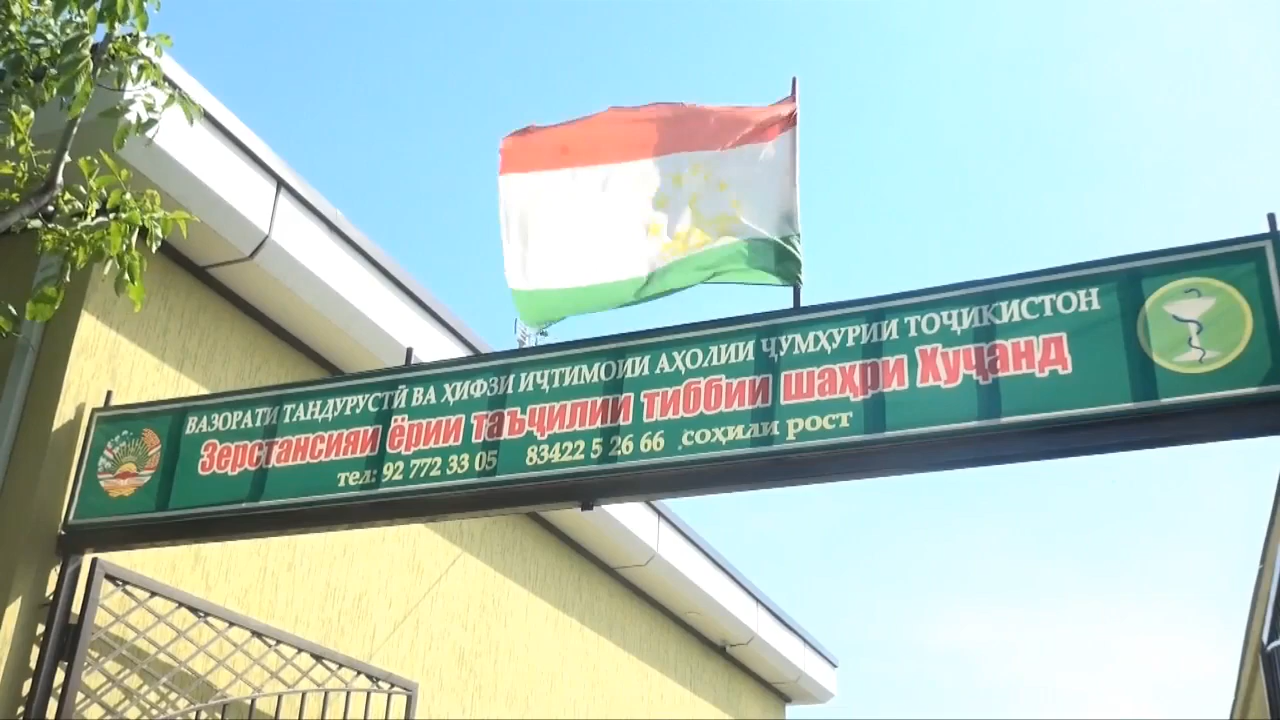 ВАЗОРАТИ ТАНДУРУСТӢ ВА ҲИФЗИ ИҶТИМОИИ АҲОЛИИ ҶУМҲУРИИ ТОҶИКИСТОН
Зерстансияи ёрии таъҷилии тиббии шаҳри Хуҷанд
тел: 92 772 33 05 83422 5 26 66 соҳили рост